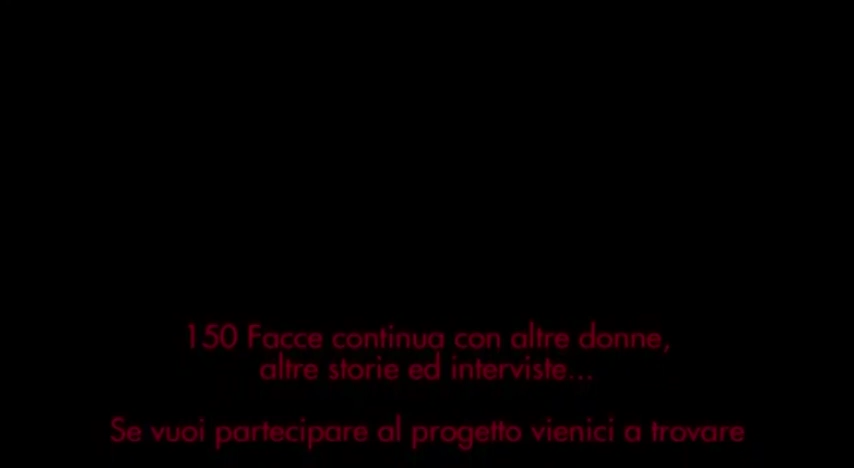 150 Facce continua con altre donne,
altre storie ed interviste...
Se vuoi partecipare al progetto vienici a trovare